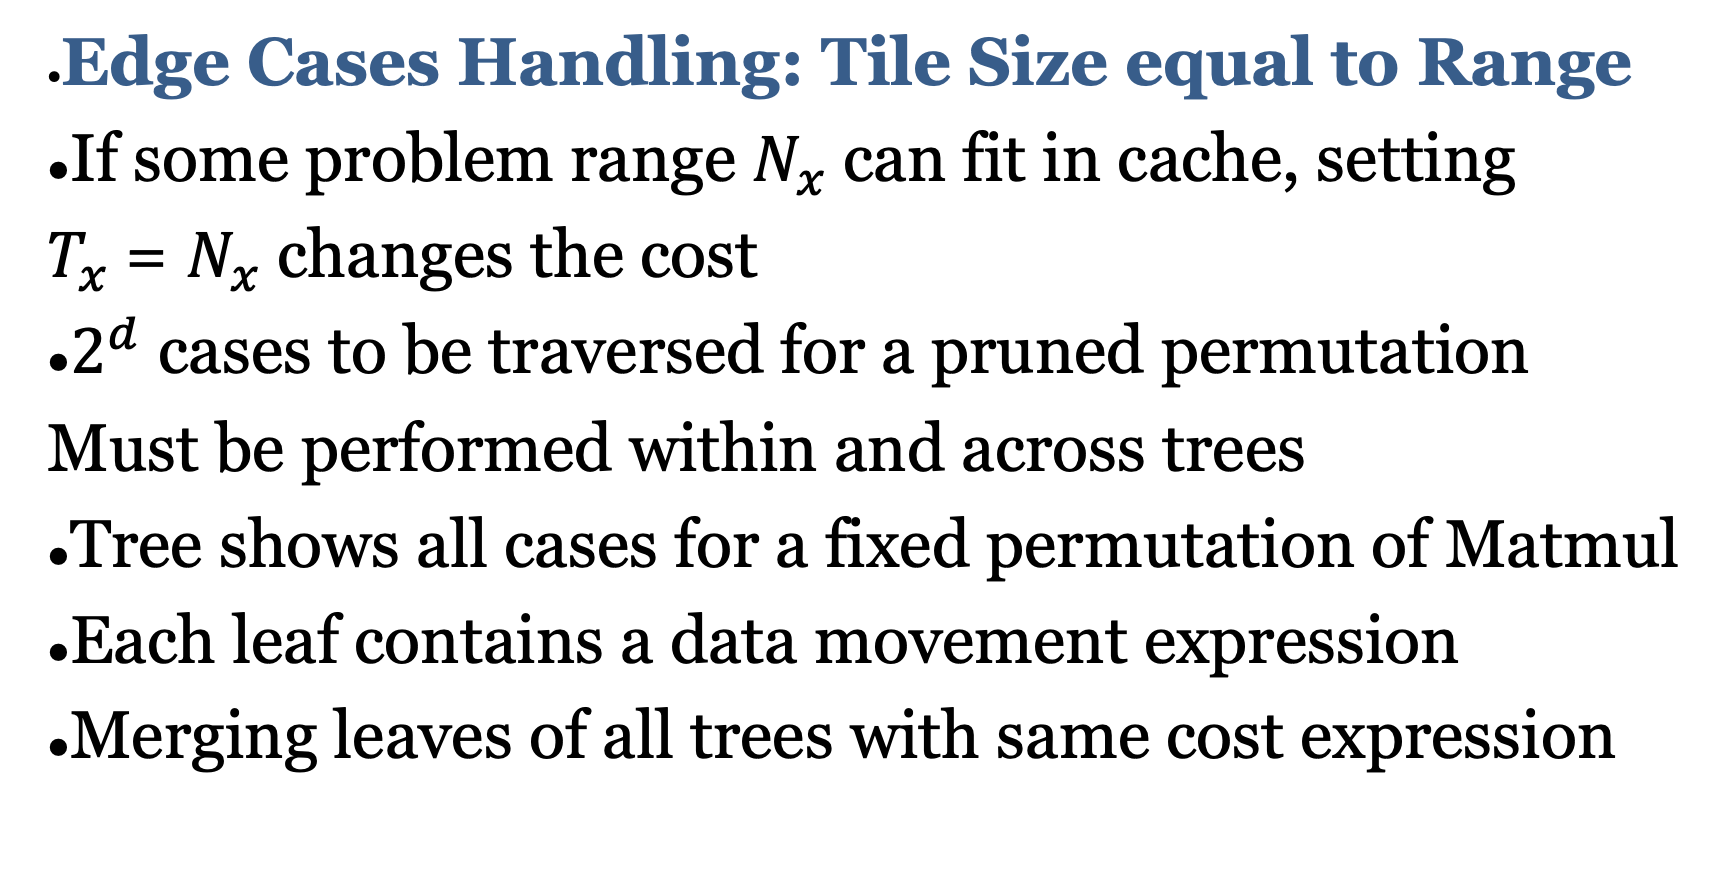 •Edge Cases Handling: Tile Size equal to Range
•If some problem range Nₓ can fit in cache, setting
Tₓ = Nₓ changes the cost
•2ᵈ cases to be traversed for a pruned permutation
Must be performed within and across trees
•Tree shows all cases for a fixed permutation of Matmul
•Each leaf contains a data movement expression
•Merging leaves of all trees with same cost expression